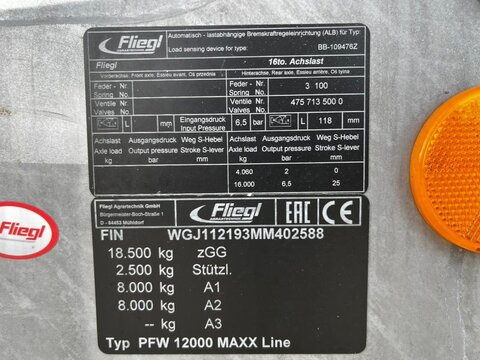 Fliegl
Automatisch - lastabhängige Bremskraftregeleinrichtung (ALB) für Typ:
Load sensing device for type: BB-109476Z
Fliegl 16to. Achslast
Vorderachse, Front axle, Essieu avant, Oś przednia
Hinterachse, Rear axle, Essieu arrière, Oś tylna
Feder - Spring No. Feder - Spring No. 3 100
Ventile Valves No. Ventile Valves No. 475 713 500 0
L mm Eingangsdruck Input Pressure 6,5 bar L 118 mm
Achslast Ausgangsdruck Weg S-Hebel Achslast Ausgangsdruck Weg S-Hebel
Axle load Output pressure Stroke S-lever Axle load Output pressure Stroke S-lever
kg bar mm kg bar mm
4.060 2 0
16.000 6,5 25
Fliegl Agrartechnik GmbH
Bürgermeister-Boch-Straße 1
D - 84453 Mühldorf
Fliegl EAC CE
FIN WGJ112193MM402588
18.500 kg zGG
2.500 kg Stützl.
8.000 kg A1
8.000 kg A2
-- kg A3
Typ PFW 12000 MAXX Line